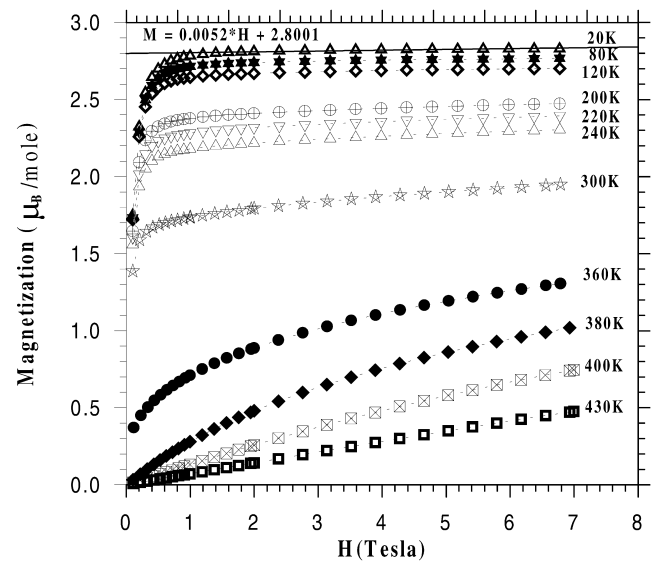 M = 0.0052*H + 2.8001
20K
80K
120K
200K
220K
240K
300K
360K
380K
400K
430K
3.0
2.5
2.0
1.5
1.0
0.5
0.0
Magnetization ( μB /mole)
0 1 2 3 4 5 6 7 8
H(Tesla)